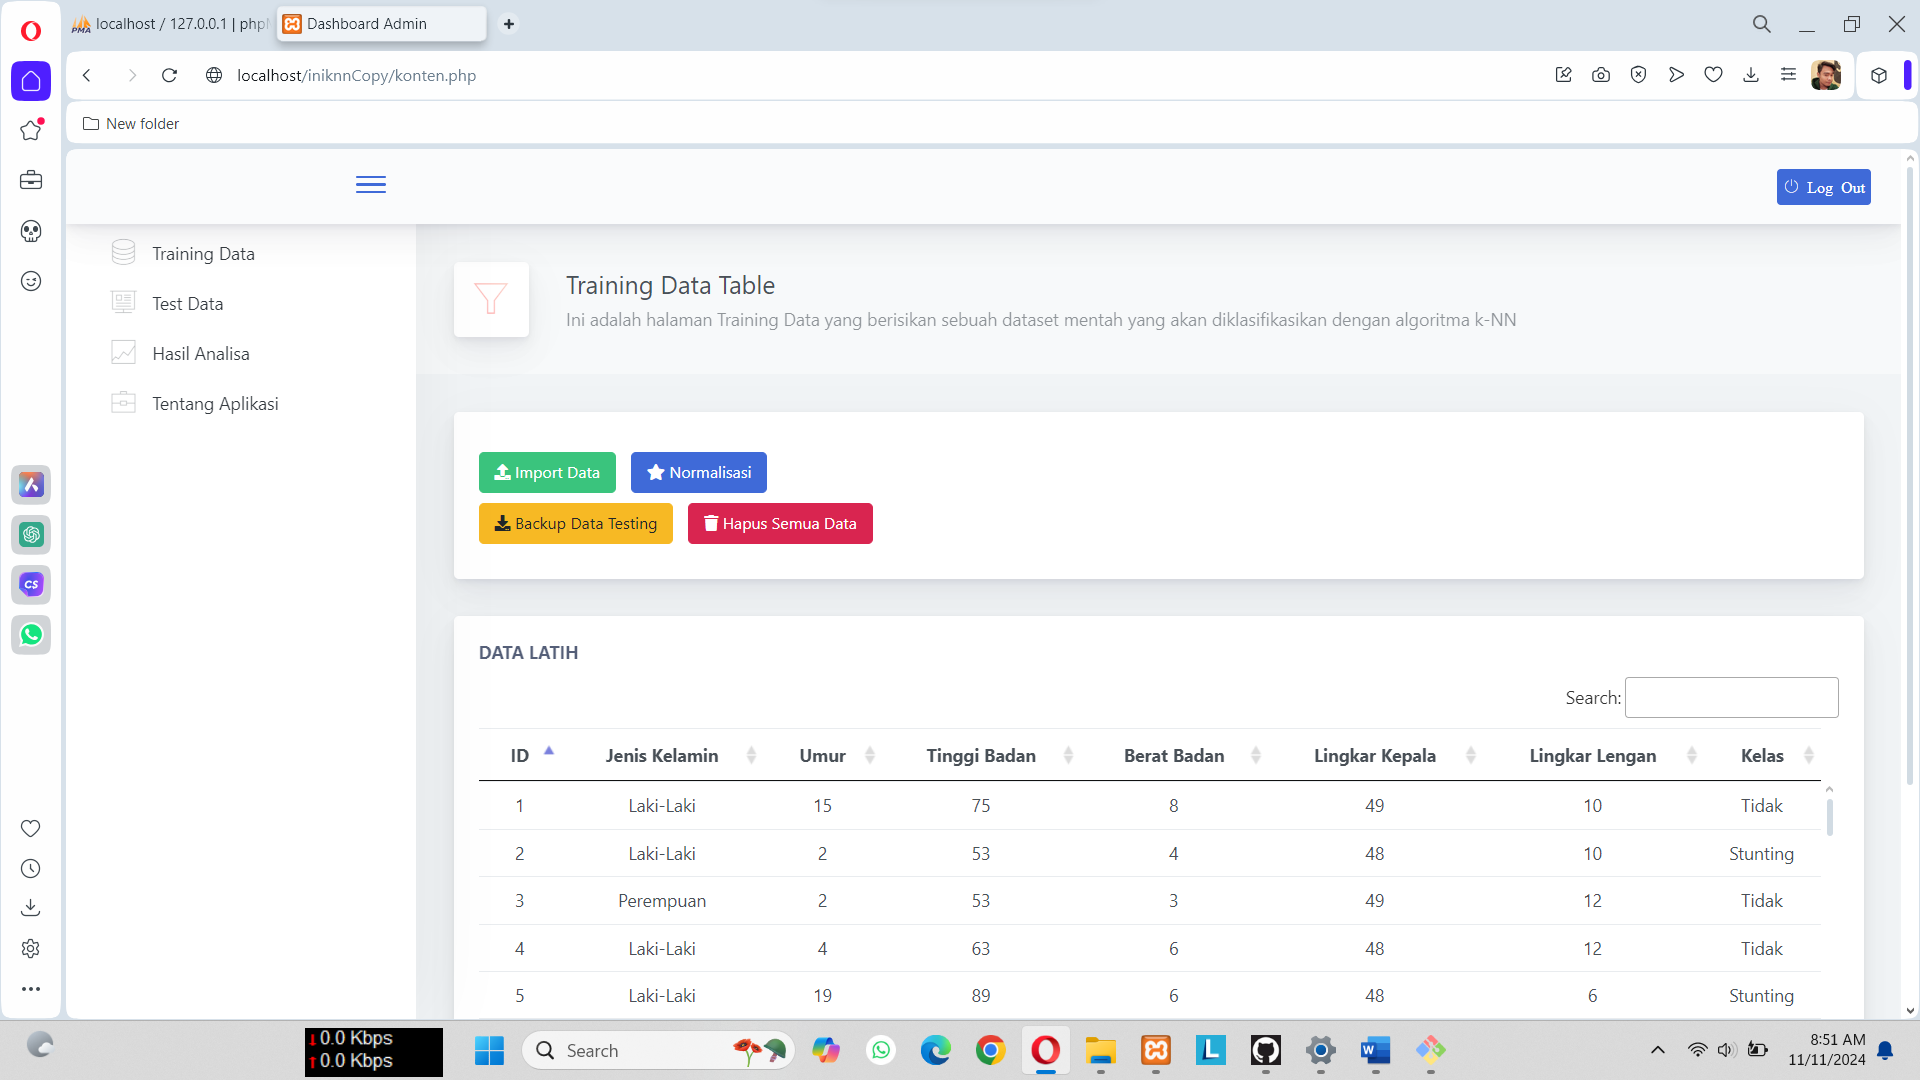 localhost / 127.0.0.1 | php
Dashboard Admin
localhost/iniknnCopy/konten.php
New folder
Log Out
Training Data
Test Data
Hasil Analisa
Tentang Aplikasi
Training Data Table
Ini adalah halaman Training Data yang berisikan sebuah dataset mentah yang akan diklasifikasikan dengan algoritma k-NN
Import Data Normalisasi
Backup Data Testing Hapus Semua Data
DATA LATIH
Search:
ID Jenis Kelamin Umur Tinggi Badan Berat Badan Lingkar Kepala Lingkar Lengan Kelas
1 Laki-Laki 15 75 8 49 10 Tidak
2 Laki-Laki 2 53 4 48 10 Stunting
3 Perempuan 2 53 3 49 12 Tidak
4 Laki-Laki 4 63 6 48 12 Tidak
5 Laki-Laki 19 89 6 48 6 Stunting
0.0 Kbps
0.0 Kbps
Search
8:51 AM
11/11/2024